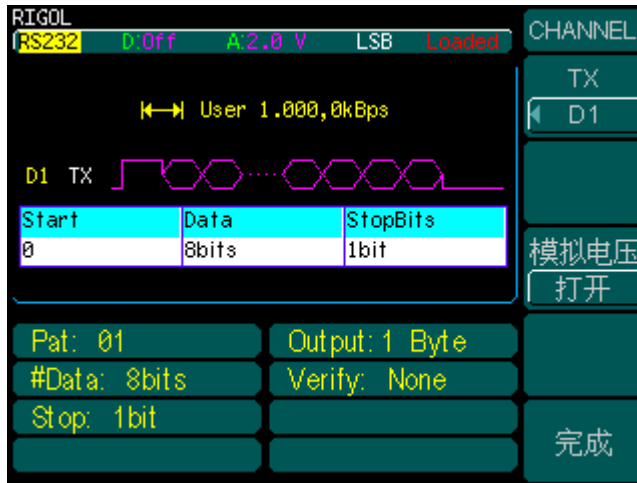 RIGOL
RS232 D:Off A:2.0 V LSB Loaded
CHANNEL
TX
D1
User 1.000,0kBps
D1 TX
Start Data StopBits
0 8bits 1bit
模拟电压
打开
Pat: 01 Output: 1 Byte
#Data: 8bits Verify: None
Stop: 1bit
完成